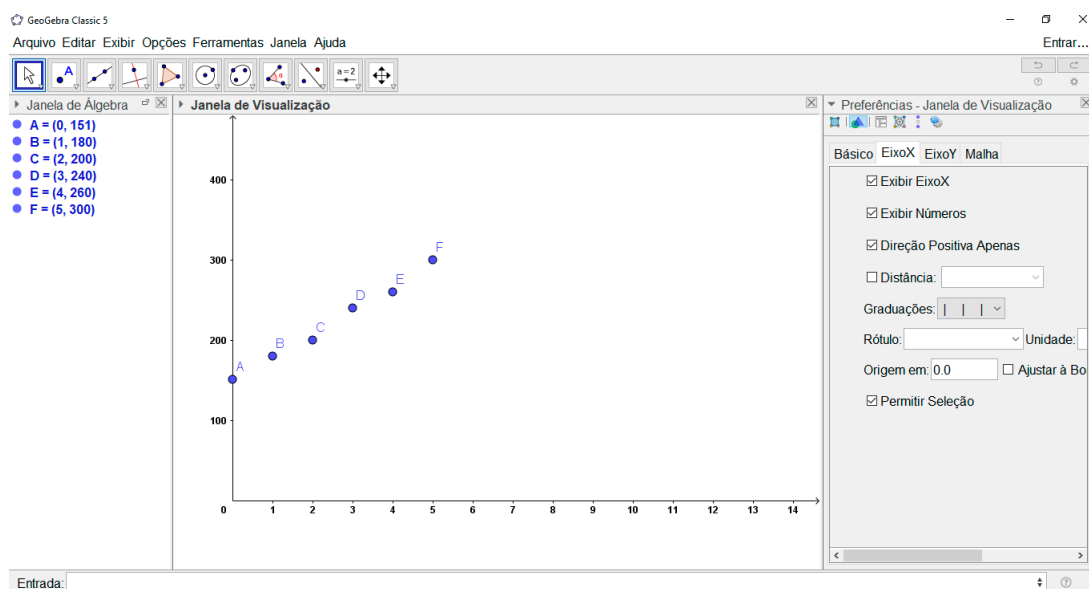 GeoGebra Classic 5
Arquivo Editar Exibir Opções Ferramentas Janela Ajuda
Entrar...
A
α
a=2
Janela de Álgebra
Janela de Visualização
Preferências - Janela de Visualização
A = (0, 151)
B = (1, 180)
C = (2, 200)
D = (3, 240)
E = (4, 260)
F = (5, 300)
400
300
200
100
0 1 2 3 4 5 6 7 8 9 10 11 12 13 14
A
B
C
D
E
F
Básico EixoX EixoY Malha
Exibir EixoX
Exibir Números
Direção Positiva Apenas
Distância:
Graduações:
Rótulo: Unidade:
Origem em: 0.0 Ajustar à Bo
Permitir Seleção
Entrada: